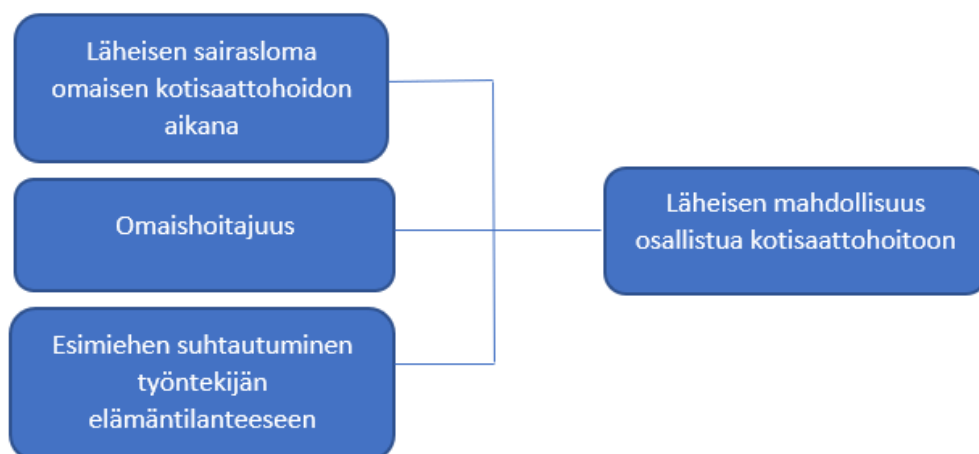 Läheisen sairasloma
omaisen kotisaattohoidon
aikana
Omaishoitajuus
Esimiehen suhtautuminen
työntekijän
elämäntilanteeseen
Läheisen mahdollisuus
osallistua kotisaattohoitoon